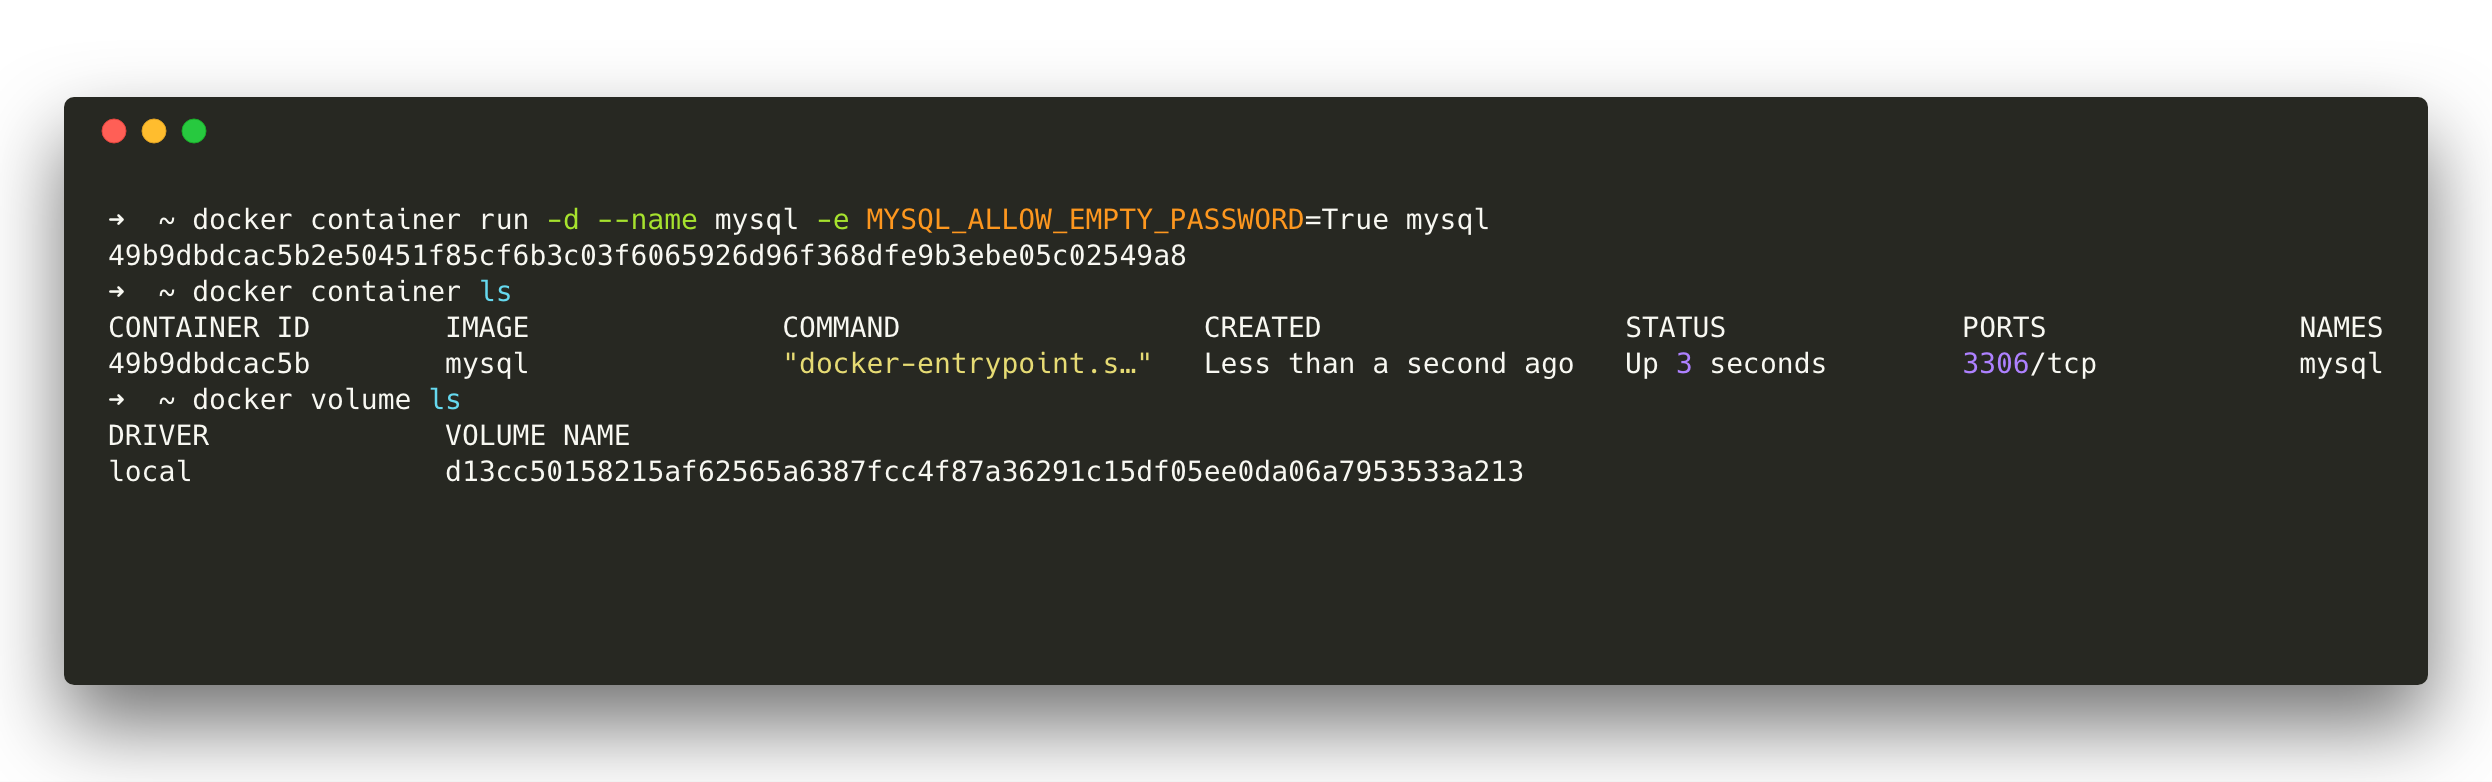 ➜  ~ docker container run -d --name mysql -e MYSQL_ALLOW_EMPTY_PASSWORD=True mysql
49b9dbdcac5b2e50451f85cf6b3c03f6065926d96f368dfe9b3ebe05c02549a8
➜  ~ docker container ls
CONTAINER ID        IMAGE               COMMAND                  CREATED                  STATUS              PORTS               NAMES
49b9dbdcac5b        mysql               "docker-entrypoint.s…"   Less than a second ago   Up 3 seconds        3306/tcp            mysql
➜  ~ docker volume ls
DRIVER              VOLUME NAME
local               d13cc50158215af62565a6387fcc4f87a36291c15df05ee0da06a7953533a213